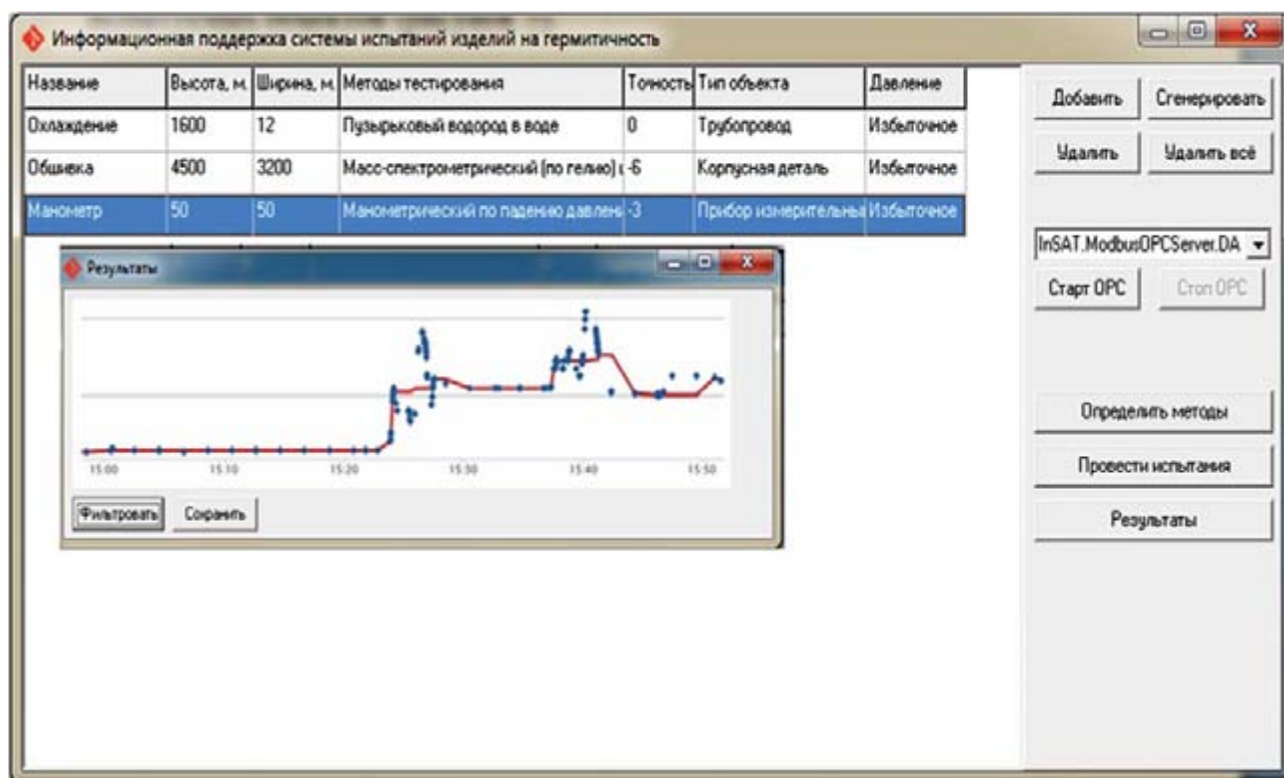 Информационная поддержка системы испытаний изделий на гермитичность
Название Высота, м. Ширина, м. Методы тестирования Точность Тип объекта Давление
Охлаждение 1600 12 Пузырьковый водород в воде 0 Трубопровод Избыточное
Обшивка 4500 3200 Масс-спектрометрический (по гелию) -6 Корпусная деталь Избыточное
Манометр 50 50 Манометрический по падению давлени -3 Прибор измерительны Избыточное
Добавить Сгенерировать
Удалить Удалить всё
InSAT.ModbusOPCServer.DA
Старт OPC Стоп OPC
Определить методы
Провести испытания
Результаты
Результаты
15:00 15:10 15:20 15:30 15:40 15:50
Фильтровать Сохранить